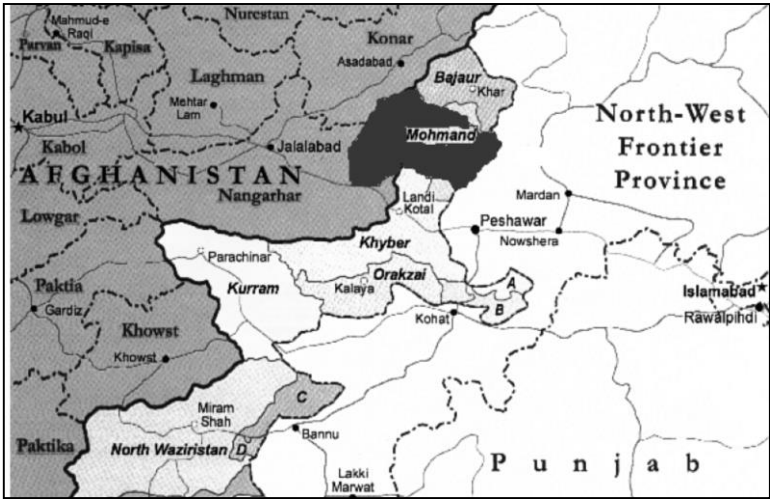 Nurestan
Mahmud-e
Raqi
Parvan
Kapisa
Konar
Asadabad
Laghman
Bajaur
Khar
Mehtar
Lam
North-West
Frontier
Province
Kabul
Mohmand
Kabol
Jalalabad
AFGHANISTAN
Nangarhar
Landi
Kotal
Mardan
Lowgar
Peshawar
Nowshera
Khyber
Parachinar
Orakzai
Paktia
Kurram
Kalaya
A
Islamabad
B
Rawalpihdi
Gardiz
Kohat
Khowst
Khowst
C
Miram
Shah
Bannu
Paktika
North Waziristan
D
Punjab
Lakki
Marwat